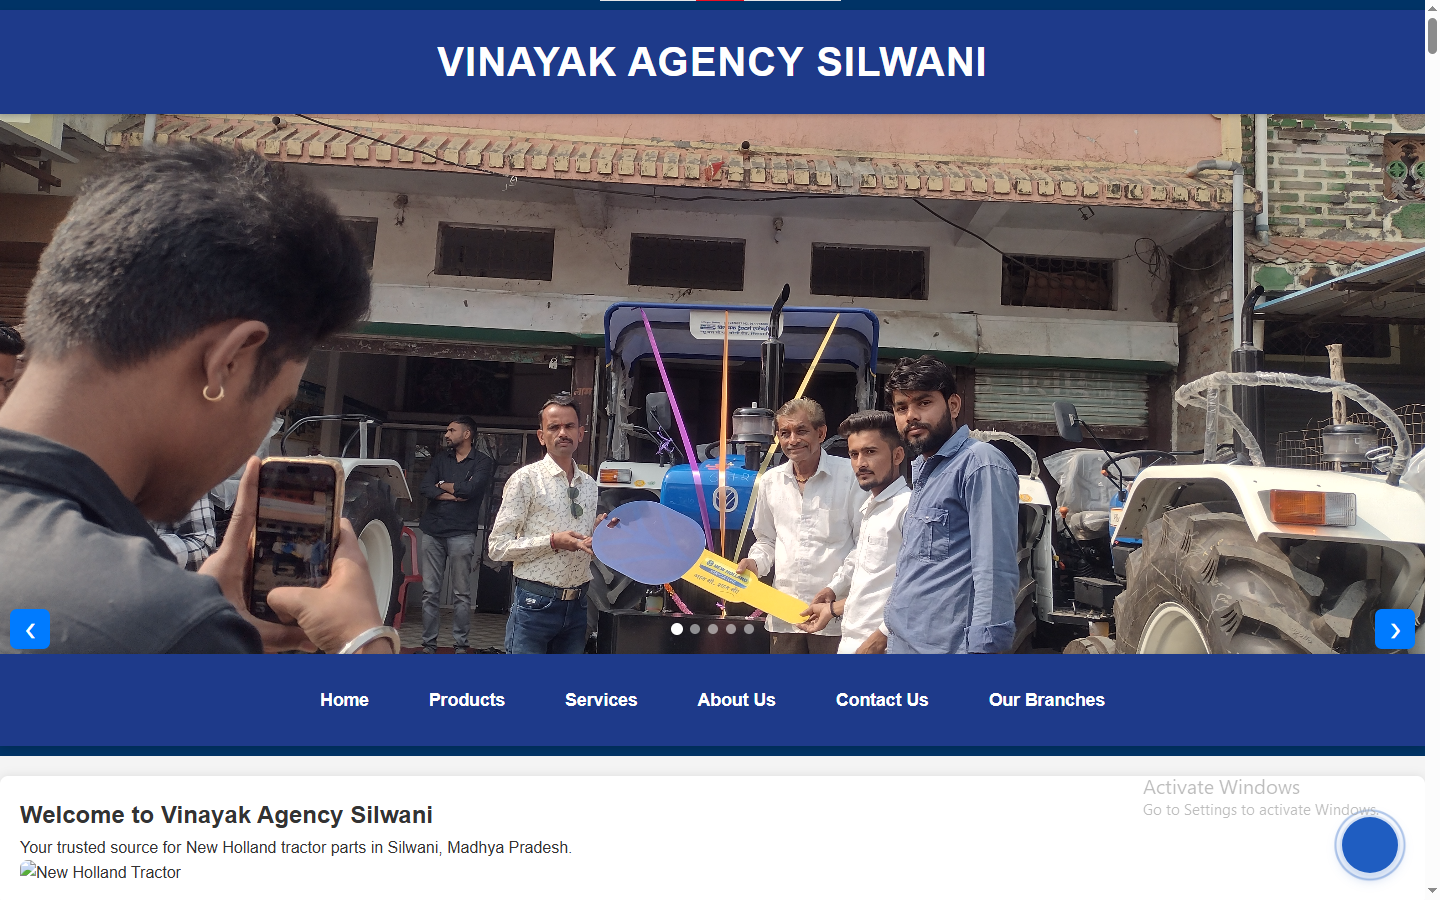 VINAYAK AGENCY SILWANI
NEW HOLLAND
❮
❯
Home
Products
Services
About Us
Contact Us
Our Branches
Welcome to Vinayak Agency Silwani
Your trusted source for New Holland tractor parts in Silwani, Madhya Pradesh.
New Holland Tractor
Activate Windows
Go to Settings to activate Windows.